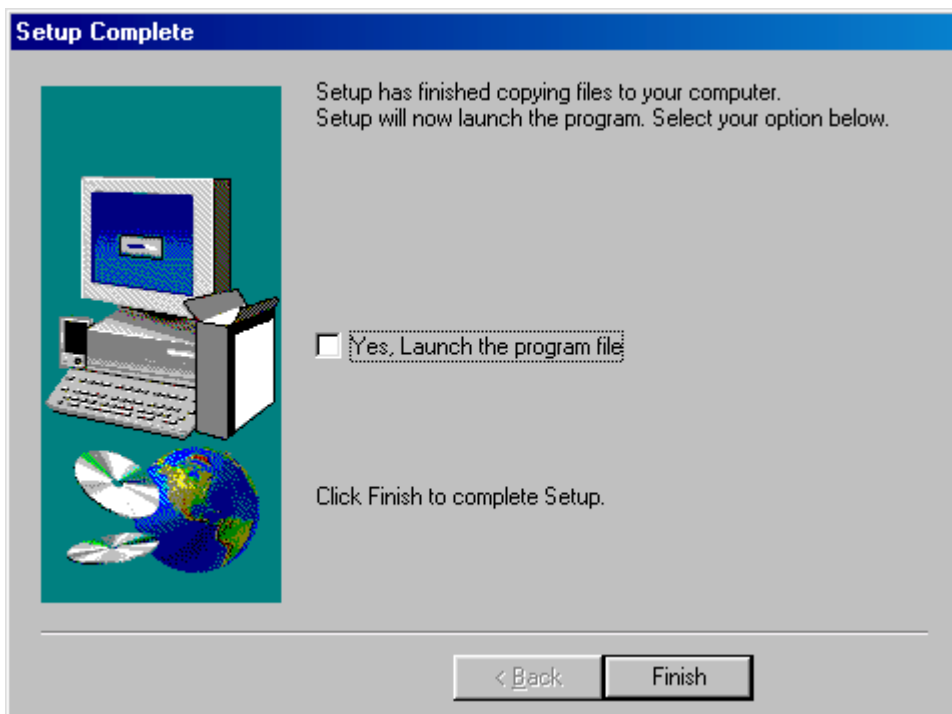 Setup Complete
Setup has finished copying files to your computer.
Setup will now launch the program. Select your option below.
Yes, Launch the program file
Click Finish to complete Setup.
< Back
Finish